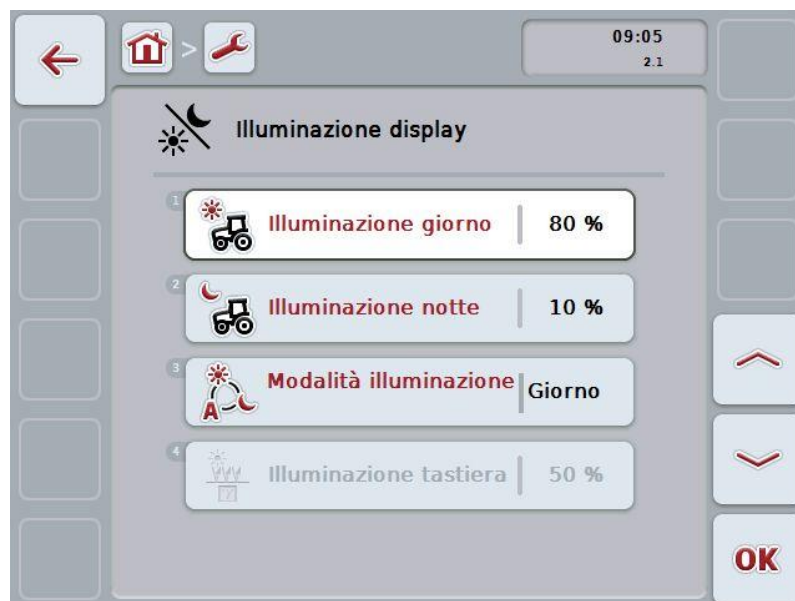 >
09:05
2.1
Illuminazione display
1
Illuminazione giorno 80 %
2
Illuminazione notte 10 %
3
Modalità illuminazione Giorno
A
4
Illuminazione tastiera 50 %
OK